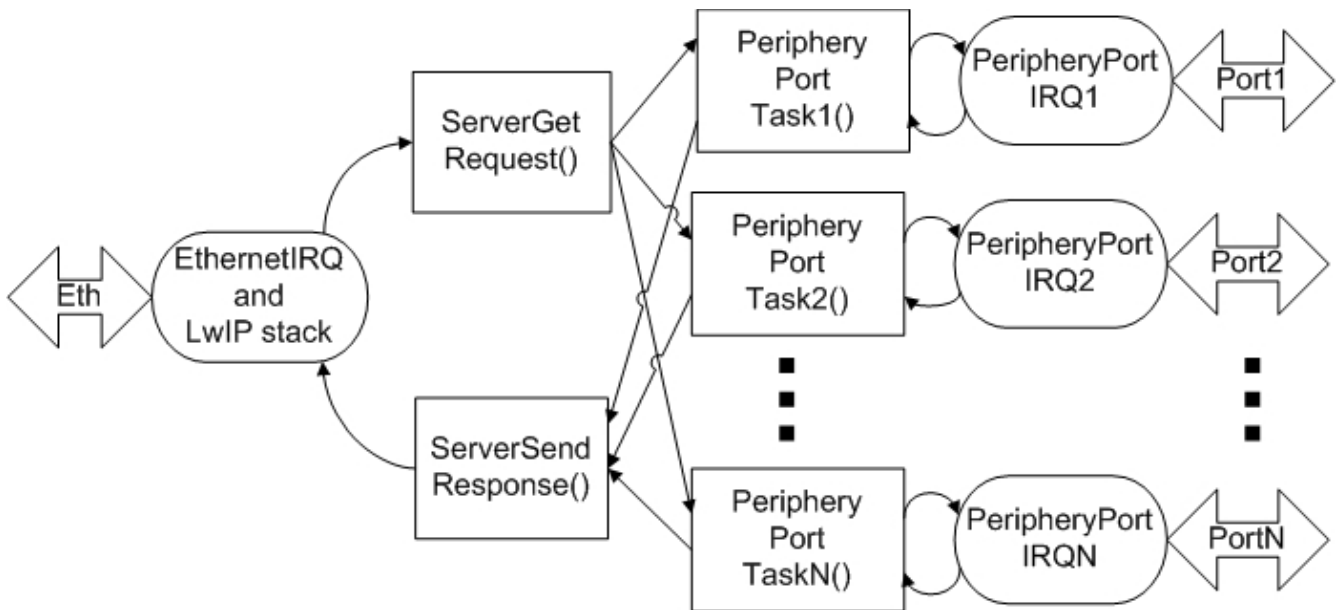 Eth
EthernetIRQ
and
LwIP stack
ServerGet
Request()
ServerSend
Response()
Periphery
Port
Task1()
PeripheryPort
IRQ1
Port1
Periphery
Port
Task2()
PeripheryPort
IRQ2
Port2
Periphery
Port
TaskN()
PeripheryPort
IRQN
PortN